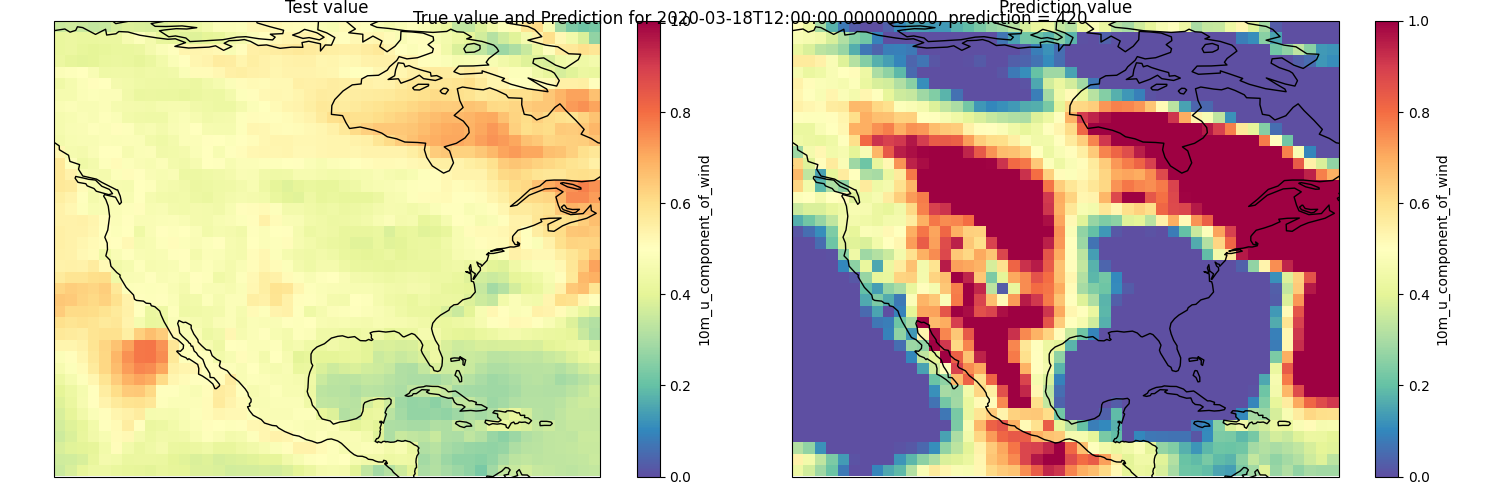 Test value
True value and Prediction for 2020-03-18T12:00:00.000000000 prediction = 420
Prediction value
1.0
0.8
0.6
0.4
0.2
0.0
10m_u_component_of_wind
1.0
0.8
0.6
0.4
0.2
0.0
10m_u_component_of_wind